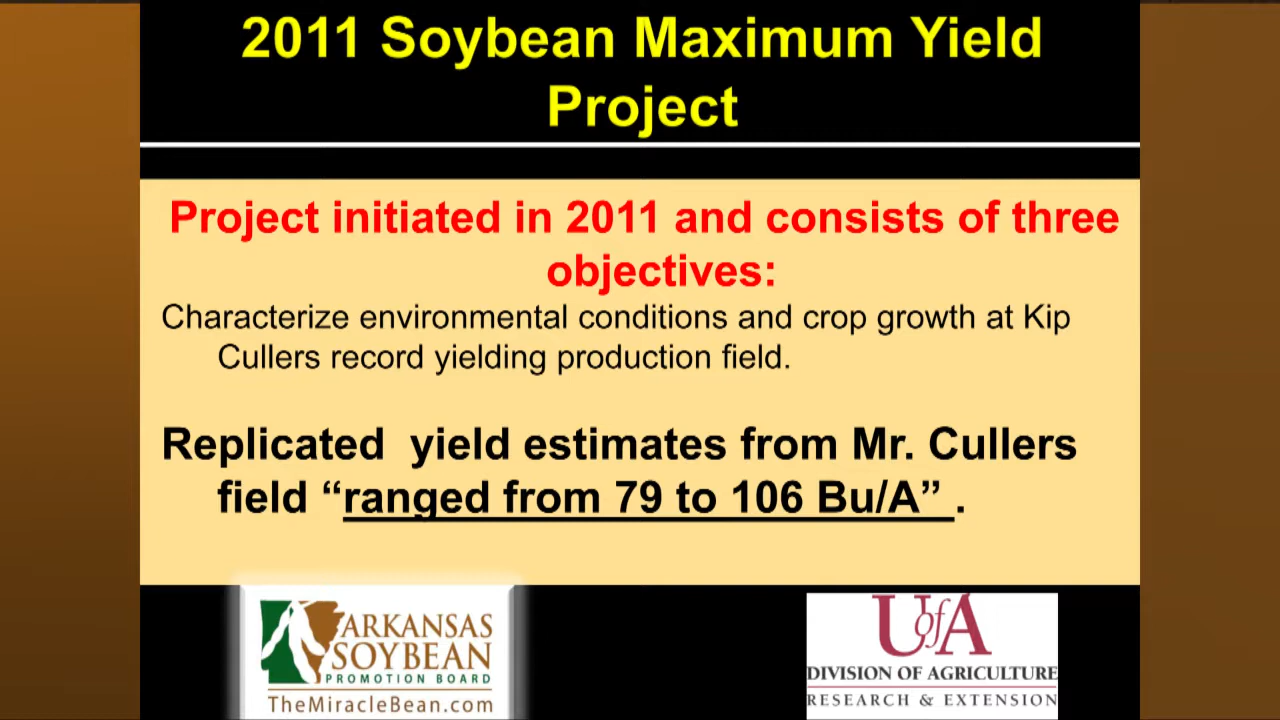 2011 Soybean Maximum Yield
Project
Project initiated in 2011 and consists of three
objectives:
Characterize environmental conditions and crop growth at Kip
Cullers record yielding production field.
Replicated  yield estimates from Mr. Cullers
field “ranged from 79 to 106 Bu/A” .
ARKANSAS
SOYBEAN
PROMOTION BOARD
TheMiracleBean.com
UofA
DIVISION OF AGRICULTURE
RESEARCH & EXTENSION